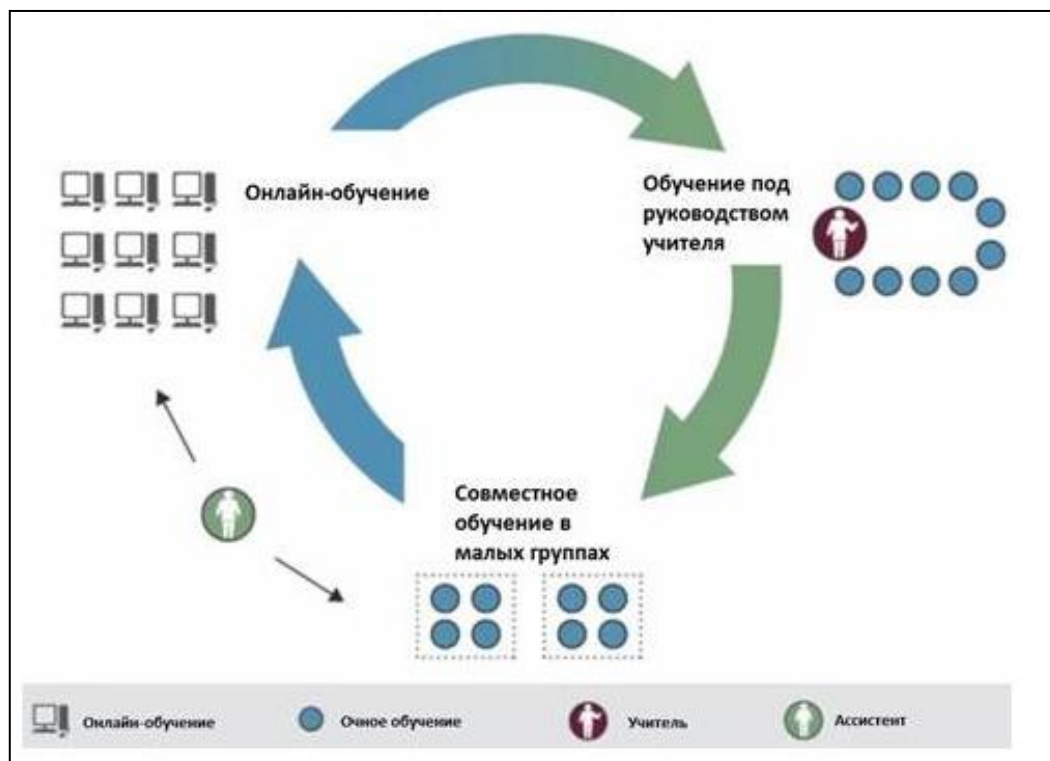 Онлайн-обучение
Обучение под
руководством
учителя
Совместное
обучение в
малых группах
Онлайн-обучение
Очное обучение
Учитель
Ассистент